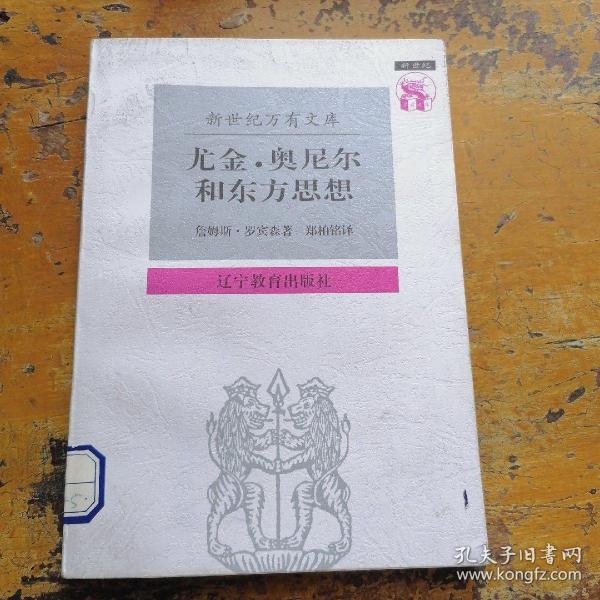 新世纪
新世纪万有文库
尤金·奥尼尔
和东方思想
詹姆斯·罗宾森著 郑柏铭译
辽宁教育出版社
孔夫子旧书网
www.kongfz.com